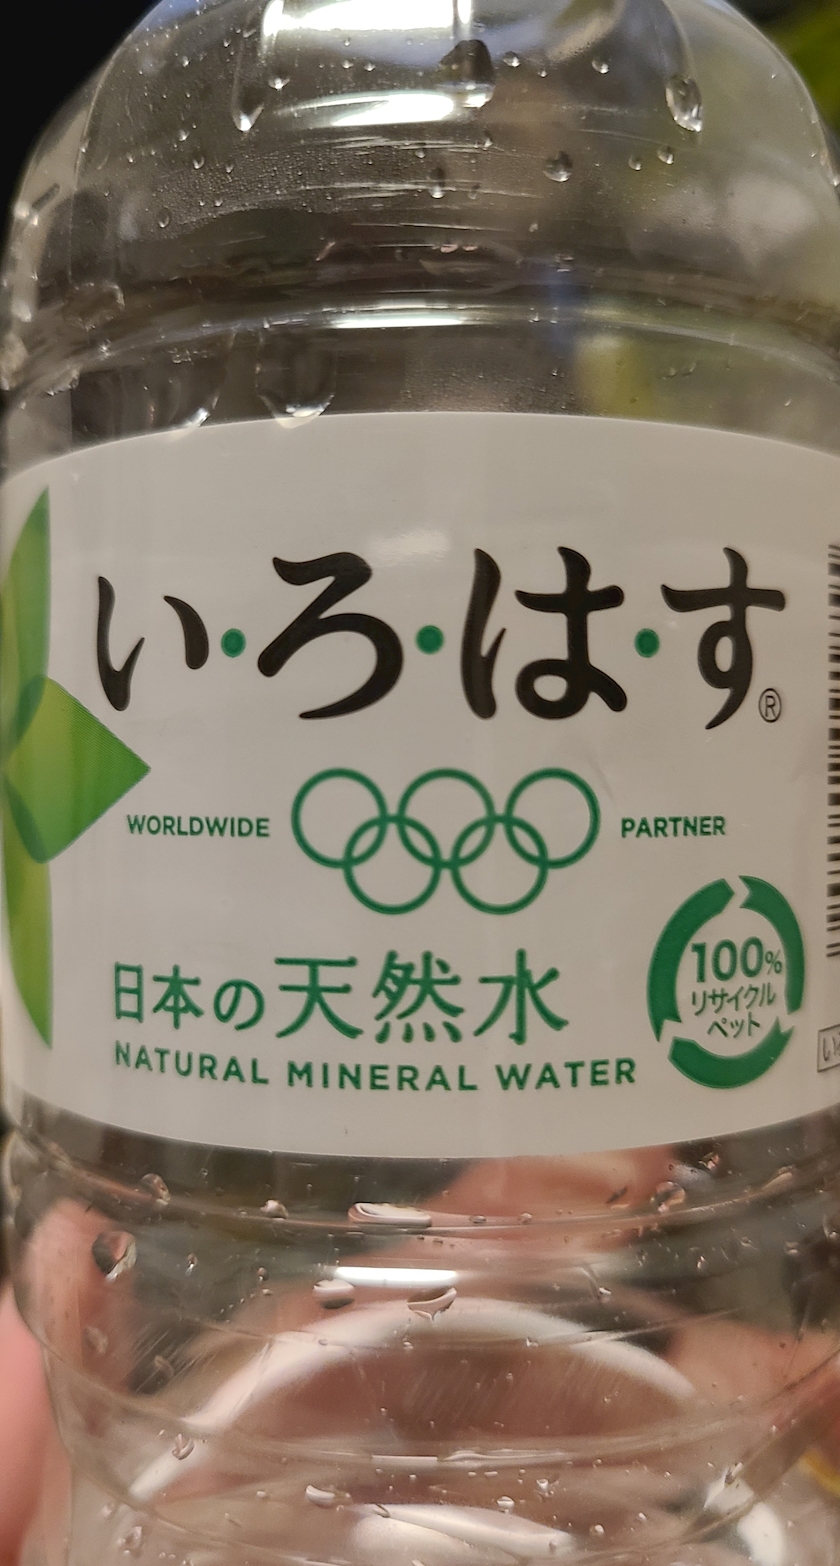 い・ろ・は・す®
WORLDWIDE PARTNER
日本の天然水
NATURAL MINERAL WATER
100%
リサイクル
ペット